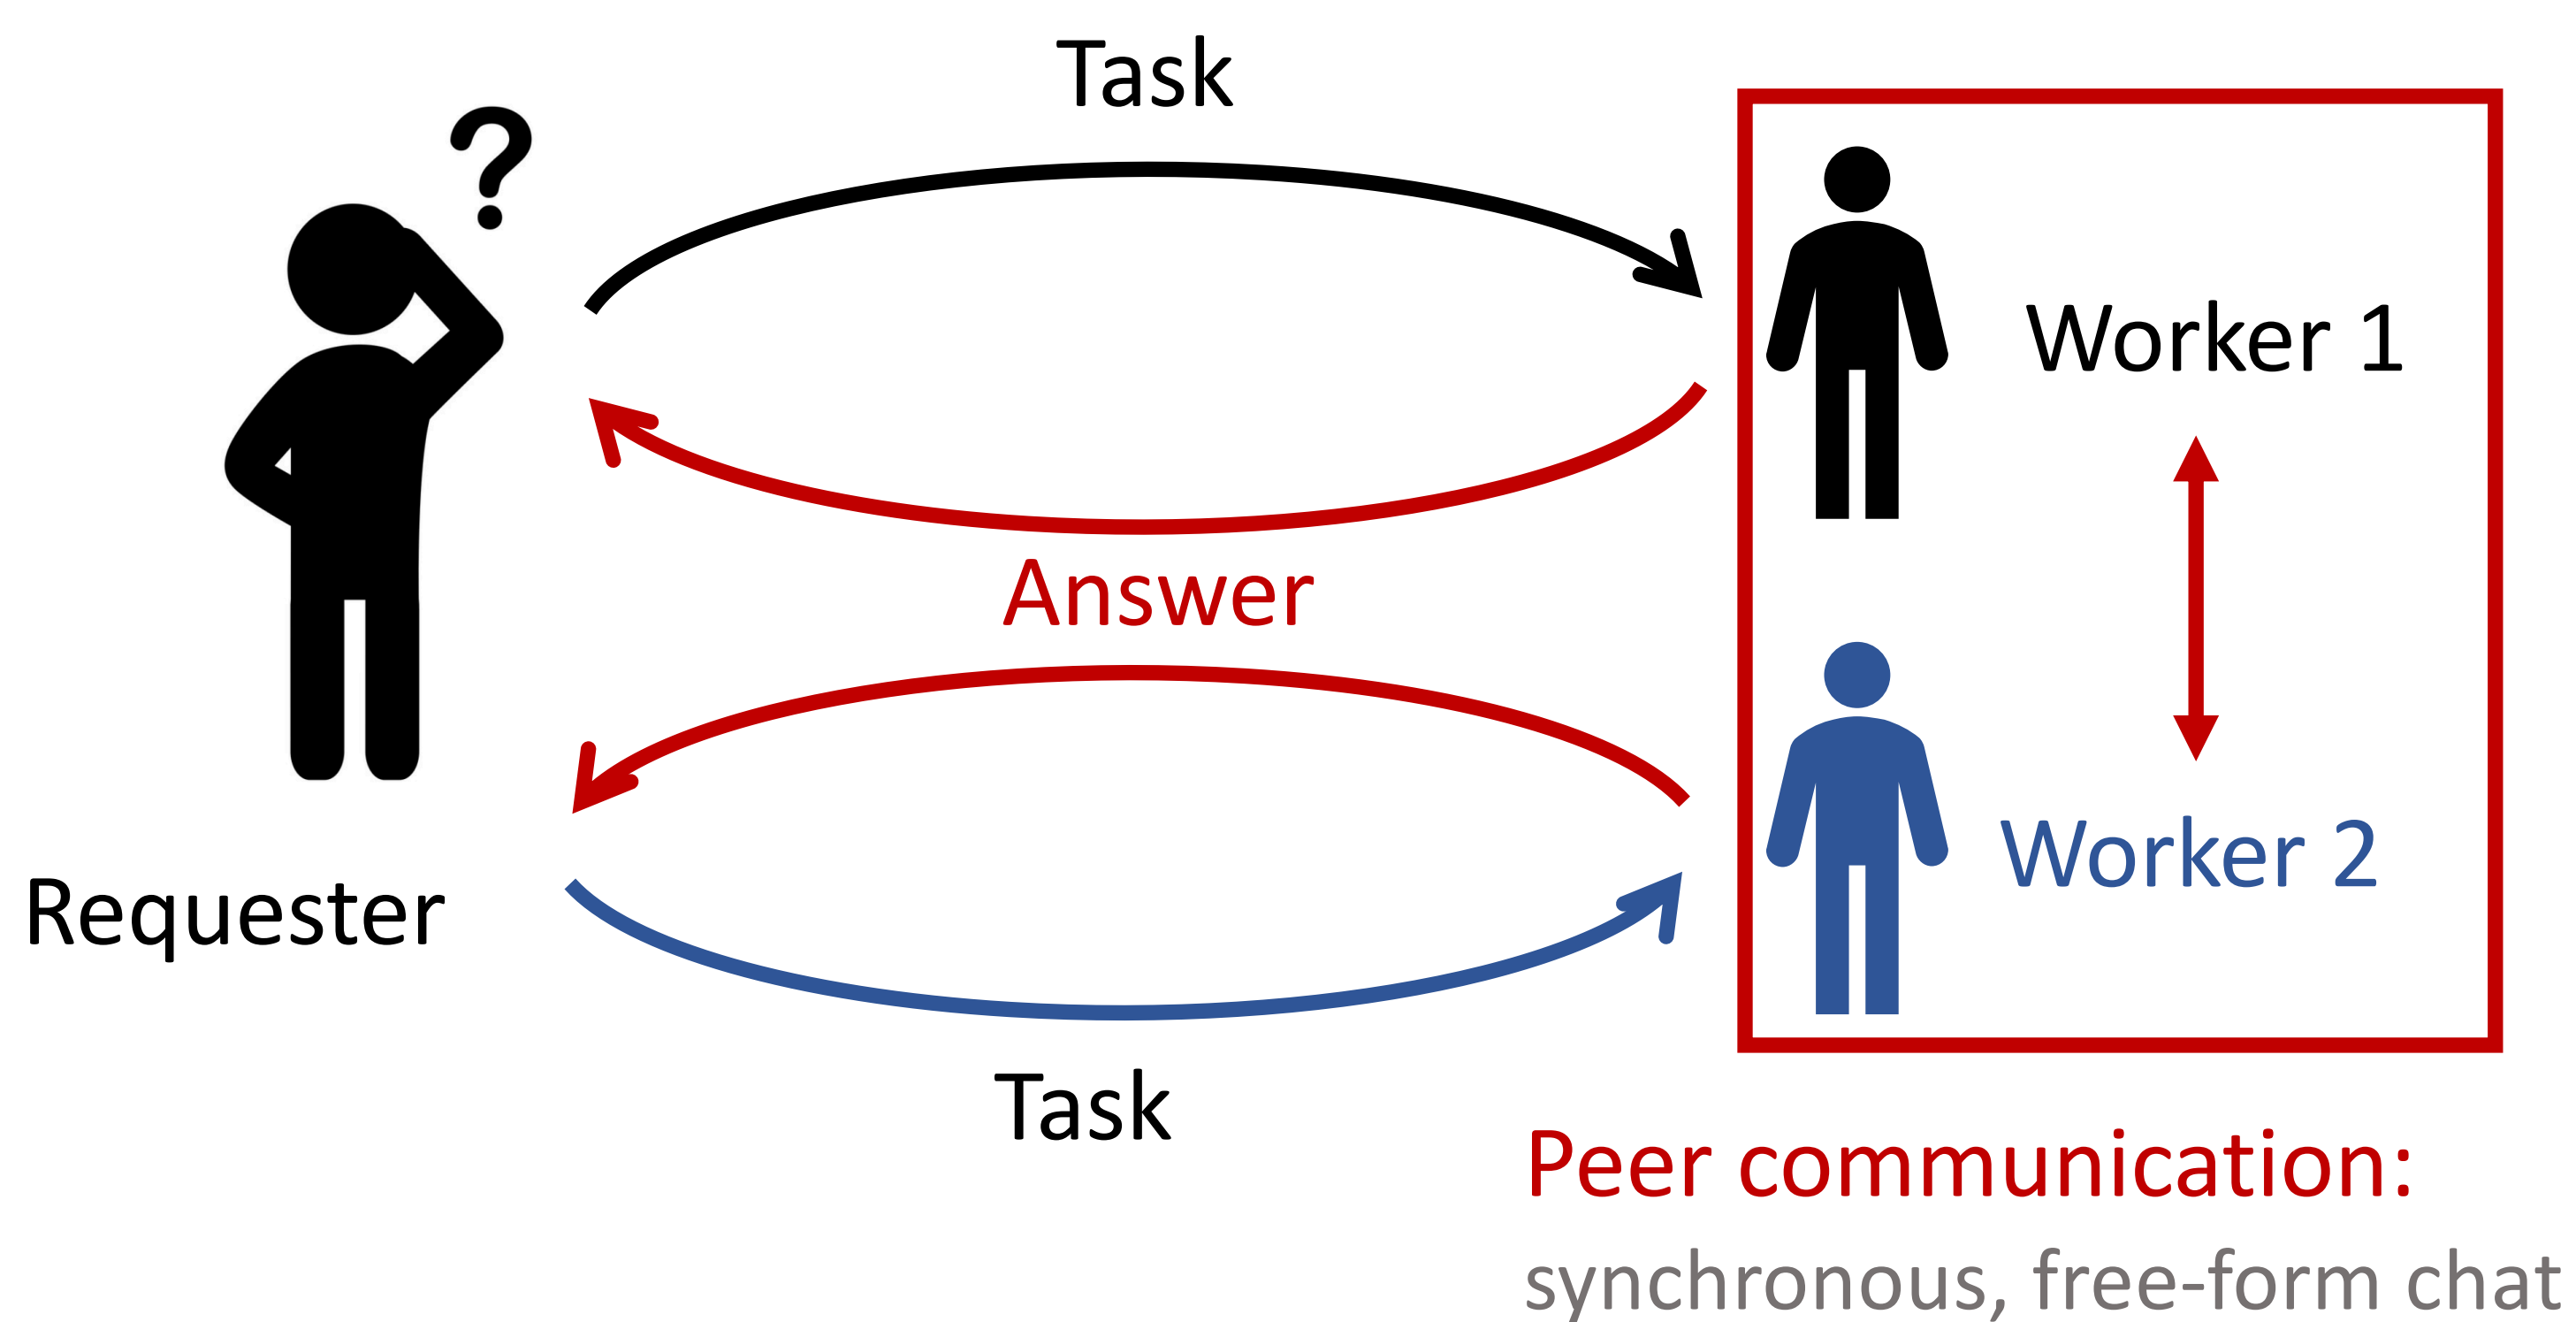 Task
?
Worker 1
Answer
Worker 2
Requester
Task
Peer communication:
synchronous, free-form chat